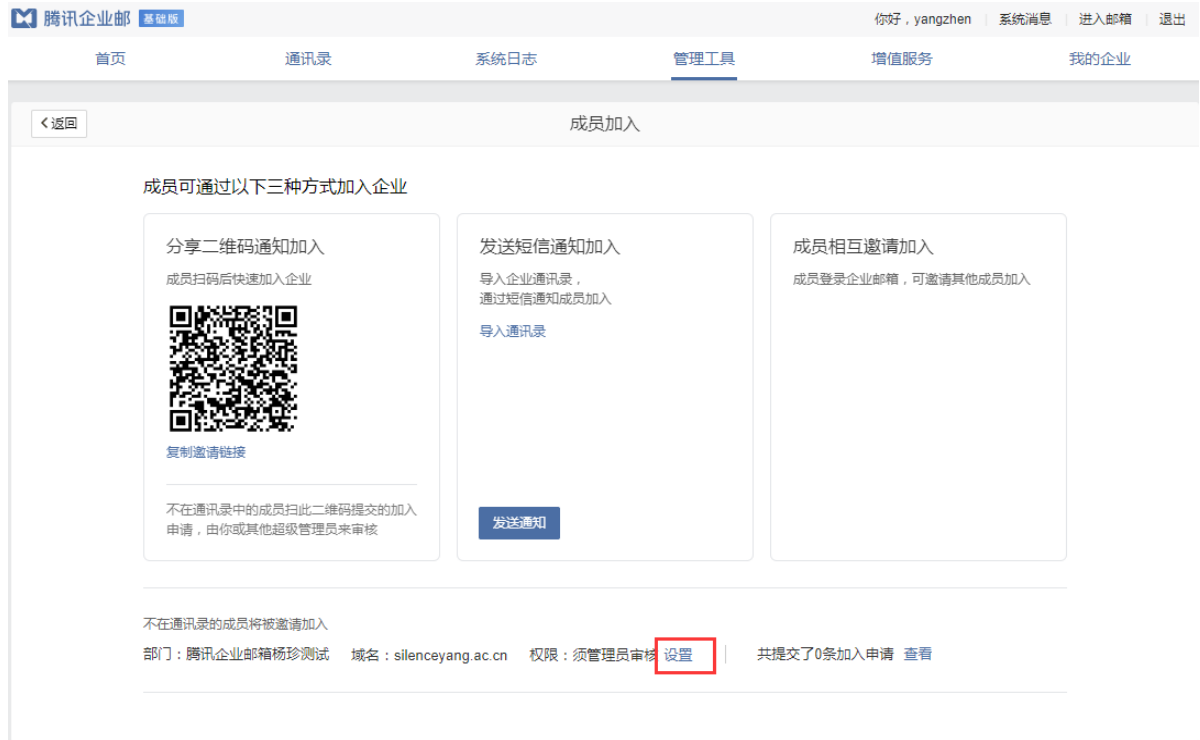 腾讯企业邮 基础版
你好，yangzhen 系统消息 进入邮箱 退出
首页 通讯录 系统日志 管理工具 增值服务 我的企业
返回
成员加入
成员可通过以下三种方式加入企业
分享二维码通知加入
成员扫码后快速加入企业
复制邀请链接
不在通讯录中的成员扫此二维码提交的加入
申请，由你或其他超级管理员来审核
发送短信通知加入
导入企业通讯录，
通过短信通知成员加入
导入通讯录
发送通知
成员相互邀请加入
成员登录企业邮箱，可邀请其他成员加入
不在通讯录的成员将被邀请加入
部门：腾讯企业邮箱杨珍测试 域名：silenceyang.ac.cn 权限：须管理员审核 设置 共提交了0条加入申请 查看